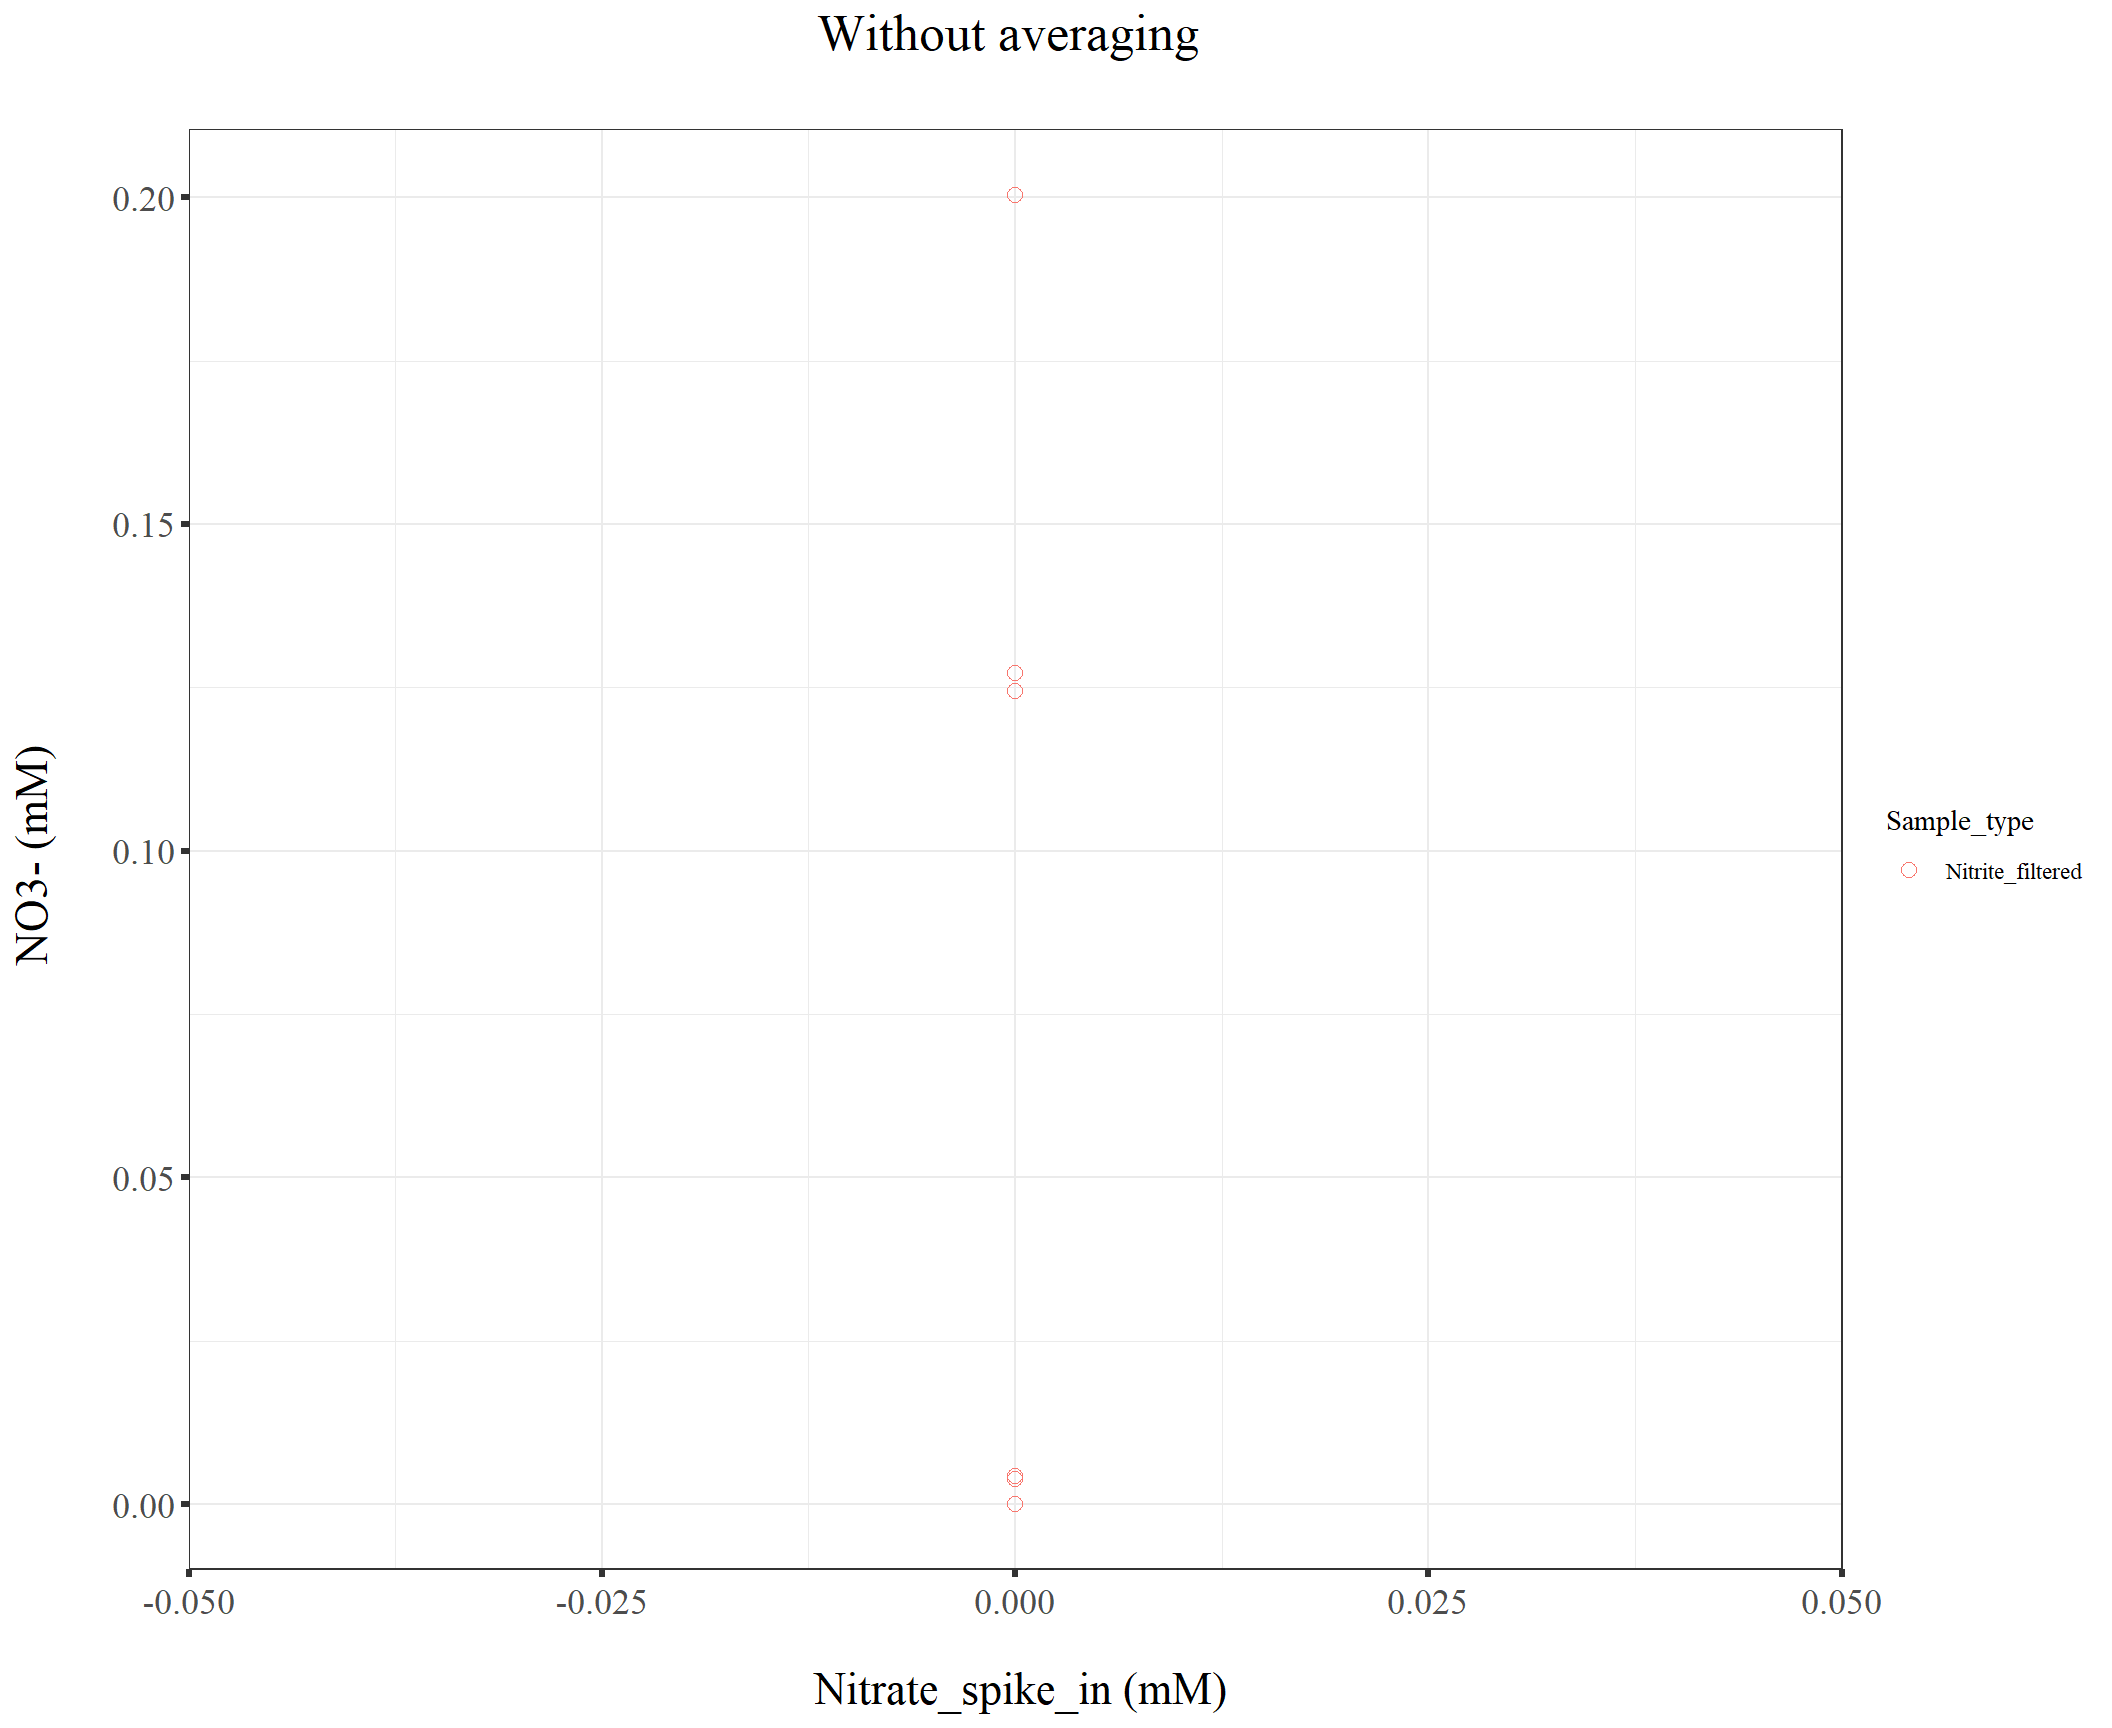 Without averaging
0.20
0.15
0.10
0.05
0.00
NO3- (mM)
-0.050
-0.025
0.000
0.025
0.050
Nitrate_spike_in (mM)
Sample_type
Nitrite_filtered